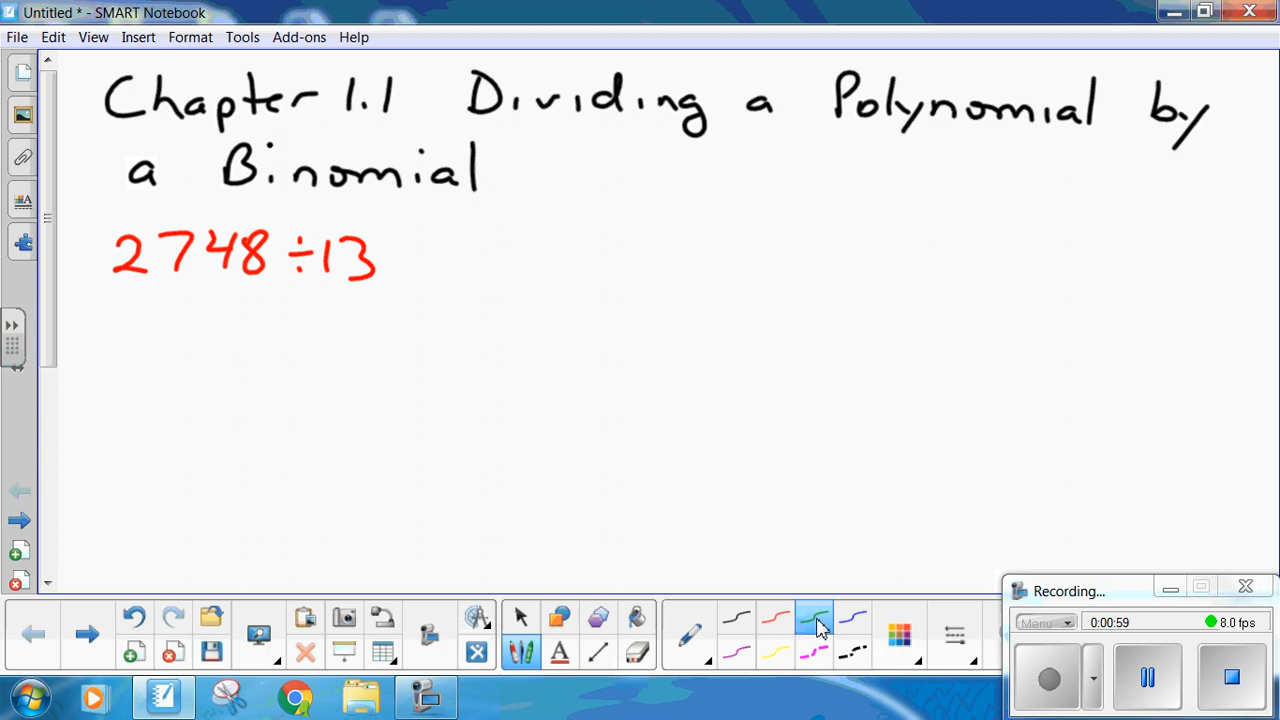 Untitled * - SMART Notebook
File Edit View Insert Format Tools Add-ons Help
Chapter 1.1 Dividing a Polynomial by
a Binomial
2748 ÷ 13
Recording...
Menu 0:00:59 8.0 fps